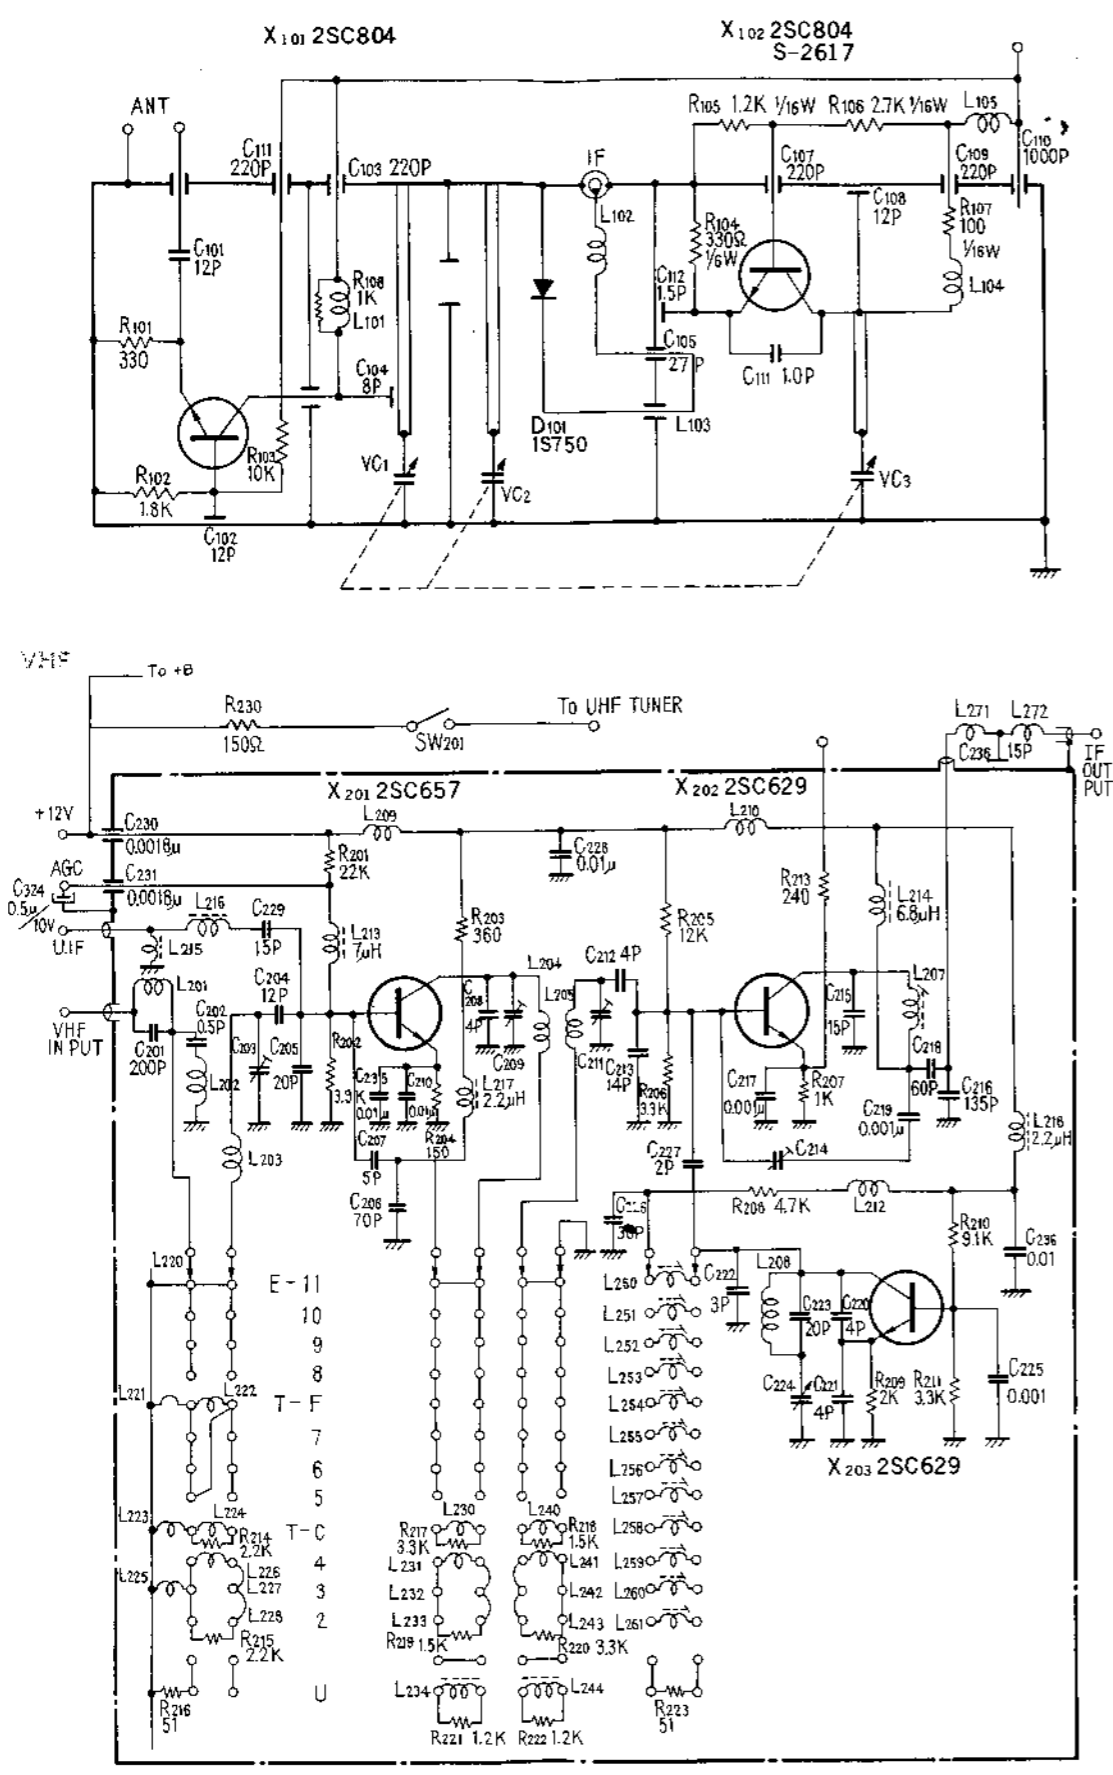 X101 2SC804
X102 2SC804
S-2617
ANT
C111
220P
C103 220P
IF
R105 1.2K 1/16W
R106 2.7K 1/16W
L105
C107
220P
C109
220P
C110
1000P
C108
12P
C101
12P
R108
1K
L101
L102
R104
330Ω
1/6W
R107
100
1/16W
L104
C112
1.5P
R101
330
C104
8P
C105
27P
C111 1.0P
D101
1S750
L103
R103
10K
R102
1.8K
C102
12P
VC1
VC2
VC3
VHF
To +B
R230
150Ω
SW201
To UHF TUNER
L271
L272
C236
15P
IF
OUT
PUT
X201 2SC657
X202 2SC629
+12V
C230
0.0018μ
L209
L210
C228
0.01μ
R201
22K
AGC
C231
0.0018μ
C324
0.5μ
10V
U.IF
L216
C229
15P
L213
7μH
R203
360
R205
12K
R213
240
L214
6.8μH
L215
L201
C204
12P
C202
0.5P
L204
C212 4P
L205
L207
VHF
IN PUT
C201
200P
L202
C203
C205
20P
R202
3.9K
C208
4P
C209
C211
C213
14P
C215
15P
C218
60P
C216
135P
C235
0.01μ
C210
0.01μ
L217
2.2μH
R206
3.3K
C217
0.001μ
R207
1K
C219
0.001μ
L218
2.2μH
L203
R204
150
C207
5P
C206
70P
C227
2P
C214
R208 4.7K
L212
R210
9.1K
C236
0.01
L220
E-11
L250
C222
3P
L208
10
L251
C223
20P
C220
4P
9
L252
8
L253
C224
C221
4P
R209
2K
R211
3.3K
C225
0.001
L221
L222
T-F
L254
7
L255
6
L256
X203 2SC629
5
L257
L223
L224
R214
2.2K
T-C
L230
R217
3.3K
L240
R218
1.5K
L258
L225
L226
4
L231
L241
L259
L227
3
L232
L242
L260
L228
2
L233
L243
L261
R215
2.2K
R219 1.5K
R220 3.3K
U
L234
L244
R216
51
R221 1.2K
R222 1.2K
R223
51